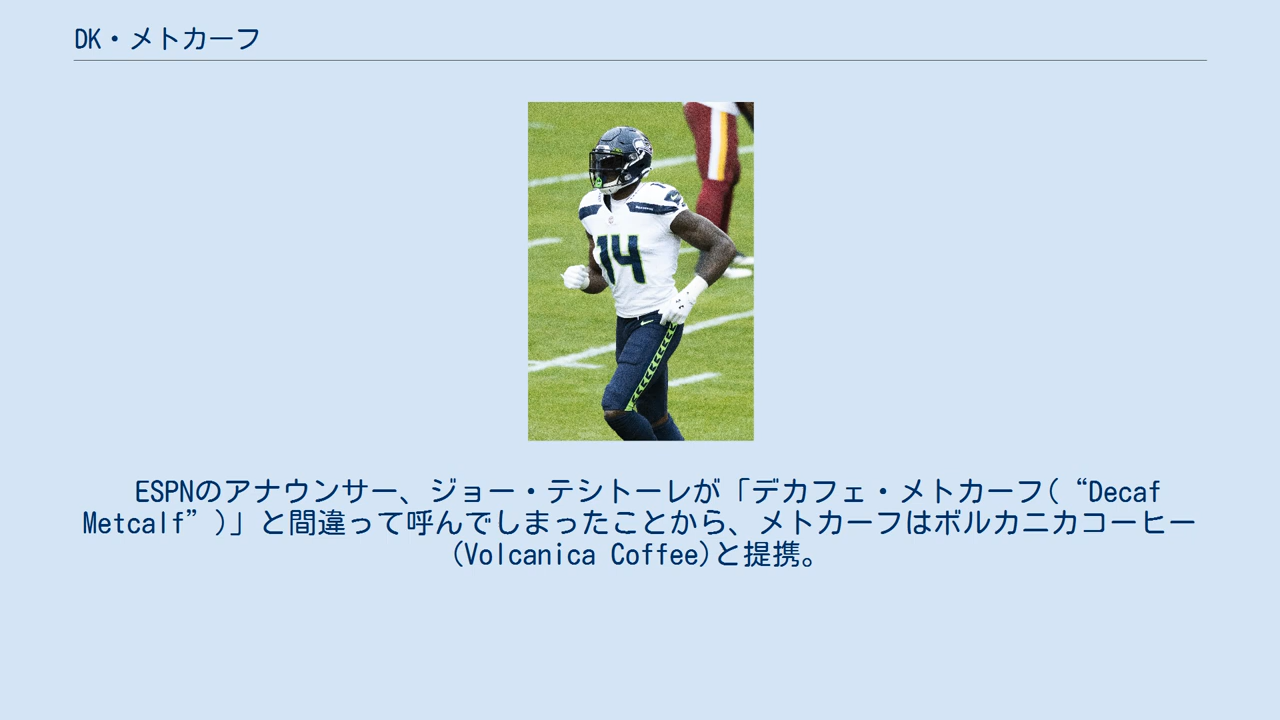 DK・メトカーフ
14
ESPNのアナウンサー、ジョー・テシトーレが「デカフェ・メトカーフ(“Decaf
Metcalf”)」と間違って呼んでしまったことから、メトカーフはボルカニカコーヒー
(Volcanica Coffee)と提携。